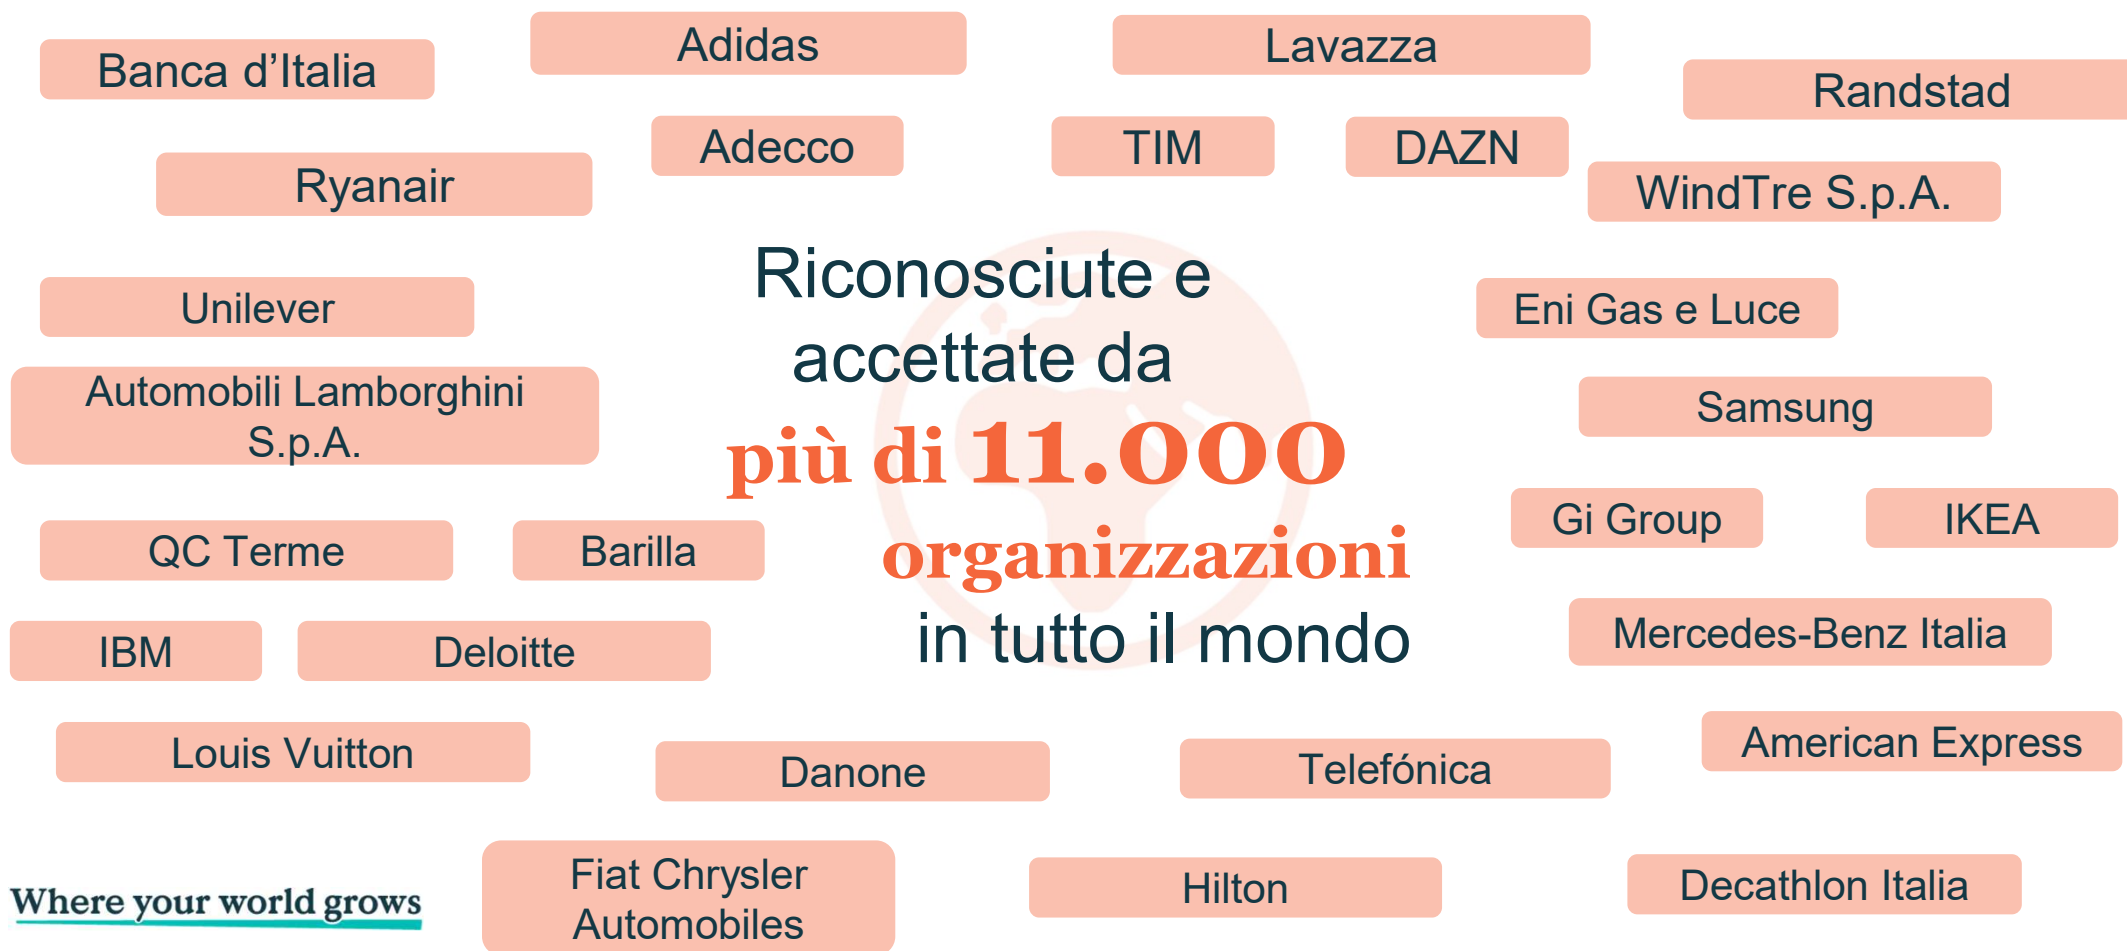 Banca d’Italia
Adidas
Lavazza
Randstad
Ryanair
Adecco
TIM
DAZN
WindTre S.p.A.
Riconosciute e
accettate da
più di 11.000
organizzazioni
in tutto il mondo
Unilever
Eni Gas e Luce
Automobili Lamborghini
S.p.A.
Samsung
QC Terme
Barilla
Gi Group
IKEA
IBM
Deloitte
Mercedes-Benz Italia
Louis Vuitton
Danone
Telefónica
American Express
Where your world grows
Fiat Chrysler
Automobiles
Hilton
Decathlon Italia